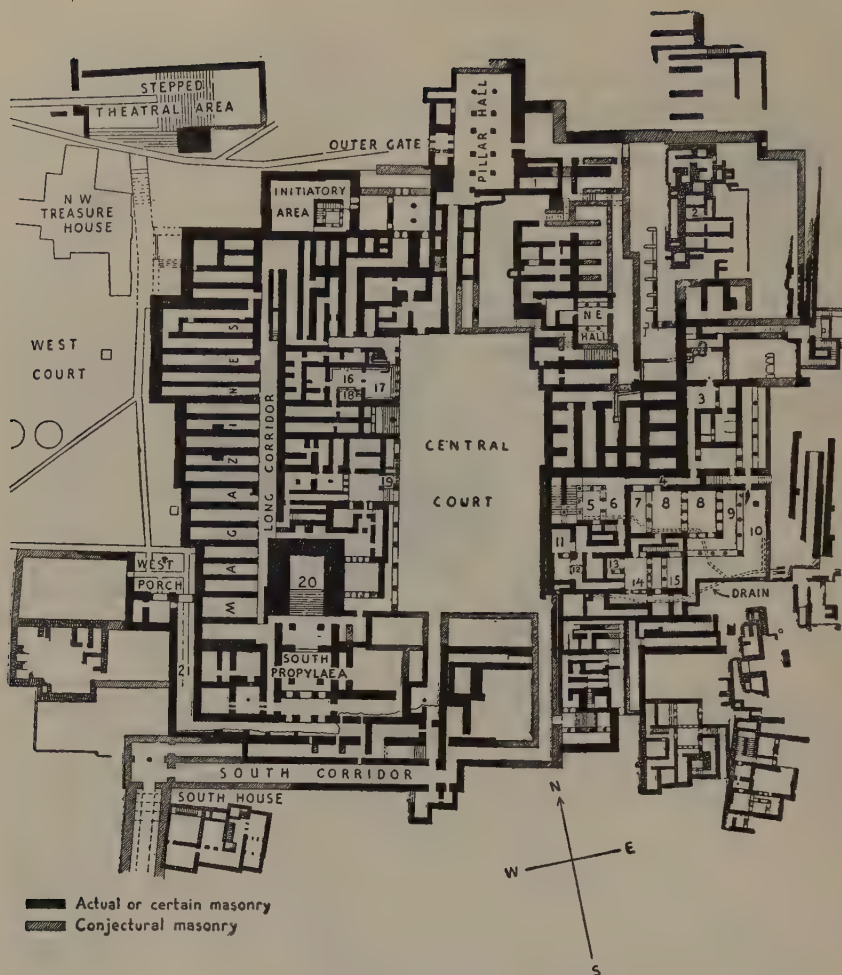 STEPPED
THEATRAL AREA
OUTER GATE
PILLAR HALL
N W
TREASURE
HOUSE
INITIATORY
AREA
1
2
N E
HALL
WEST
COURT
MAGAZINES
LONG CORRIDOR
16
17
18
3
CENTRAL
COURT
19
4
5
6
7
8
8
9
10
11
12
13
14
15
DRAIN
WEST
PORCH
20
21
SOUTH
PROPYLAEA
SOUTH CORRIDOR
SOUTH HOUSE
N
W
E
S
Actual or certain masonry
Conjectural masonry